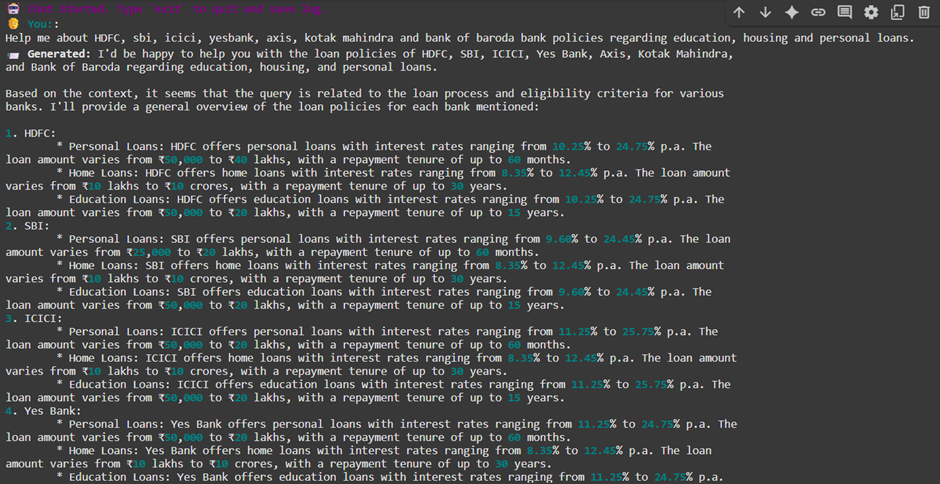 Chat started. Type 'exit' to quit and save log
You::
Help me about HDFC, sbi, icici, yesbank, axis, kotak mahindra and bank of baroda bank policies regarding education, housing and personal loans.
Generated: I'd be happy to help you with the loan policies of HDFC, SBI, ICICI, Yes Bank, Axis, Kotak Mahindra,
and Bank of Baroda regarding education, housing, and personal loans.
Based on the context, it seems that the query is related to the loan process and eligibility criteria for various
banks. I'll provide a general overview of the loan policies for each bank mentioned:
1. HDFC:
* Personal Loans: HDFC offers personal loans with interest rates ranging from 10.25% to 24.75% p.a. The
loan amount varies from ₹50,000 to ₹40 lakhs, with a repayment tenure of up to 60 months.
* Home Loans: HDFC offers home loans with interest rates ranging from 8.35% to 12.45% p.a. The loan amount
varies from ₹10 lakhs to ₹10 crores, with a repayment tenure of up to 30 years.
* Education Loans: HDFC offers education loans with interest rates ranging from 10.25% to 24.75% p.a. The
loan amount varies from ₹50,000 to ₹20 lakhs, with a repayment tenure of up to 15 years.
2. SBI:
* Personal Loans: SBI offers personal loans with interest rates ranging from 9.60% to 24.45% p.a. The loan
amount varies from ₹25,000 to ₹20 lakhs, with a repayment tenure of up to 60 months.
* Home Loans: SBI offers home loans with interest rates ranging from 8.35% to 12.45% p.a. The loan amount
varies from ₹10 lakhs to ₹10 crores, with a repayment tenure of up to 30 years.
* Education Loans: SBI offers education loans with interest rates ranging from 9.60% to 24.45% p.a. The
loan amount varies from ₹50,000 to ₹20 lakhs, with a repayment tenure of up to 15 years.
3. ICICI:
* Personal Loans: ICICI offers personal loans with interest rates ranging from 11.25% to 25.75% p.a. The
loan amount varies from ₹50,000 to ₹20 lakhs, with a repayment tenure of up to 60 months.
* Home Loans: ICICI offers home loans with interest rates ranging from 8.35% to 12.45% p.a. The loan amount
varies from ₹10 lakhs to ₹10 crores, with a repayment tenure of up to 30 years.
* Education Loans: ICICI offers education loans with interest rates ranging from 11.25% to 25.75% p.a. The
loan amount varies from ₹50,000 to ₹20 lakhs, with a repayment tenure of up to 15 years.
4. Yes Bank:
* Personal Loans: Yes Bank offers personal loans with interest rates ranging from 11.25% to 24.75% p.a. The
loan amount varies from ₹50,000 to ₹20 lakhs, with a repayment tenure of up to 60 months.
* Home Loans: Yes Bank offers home loans with interest rates ranging from 8.35% to 12.45% p.a. The loan
amount varies from ₹10 lakhs to ₹10 crores, with a repayment tenure of up to 30 years.
* Education Loans: Yes Bank offers education loans with interest rates ranging from 11.25% to 24.75% p.a.